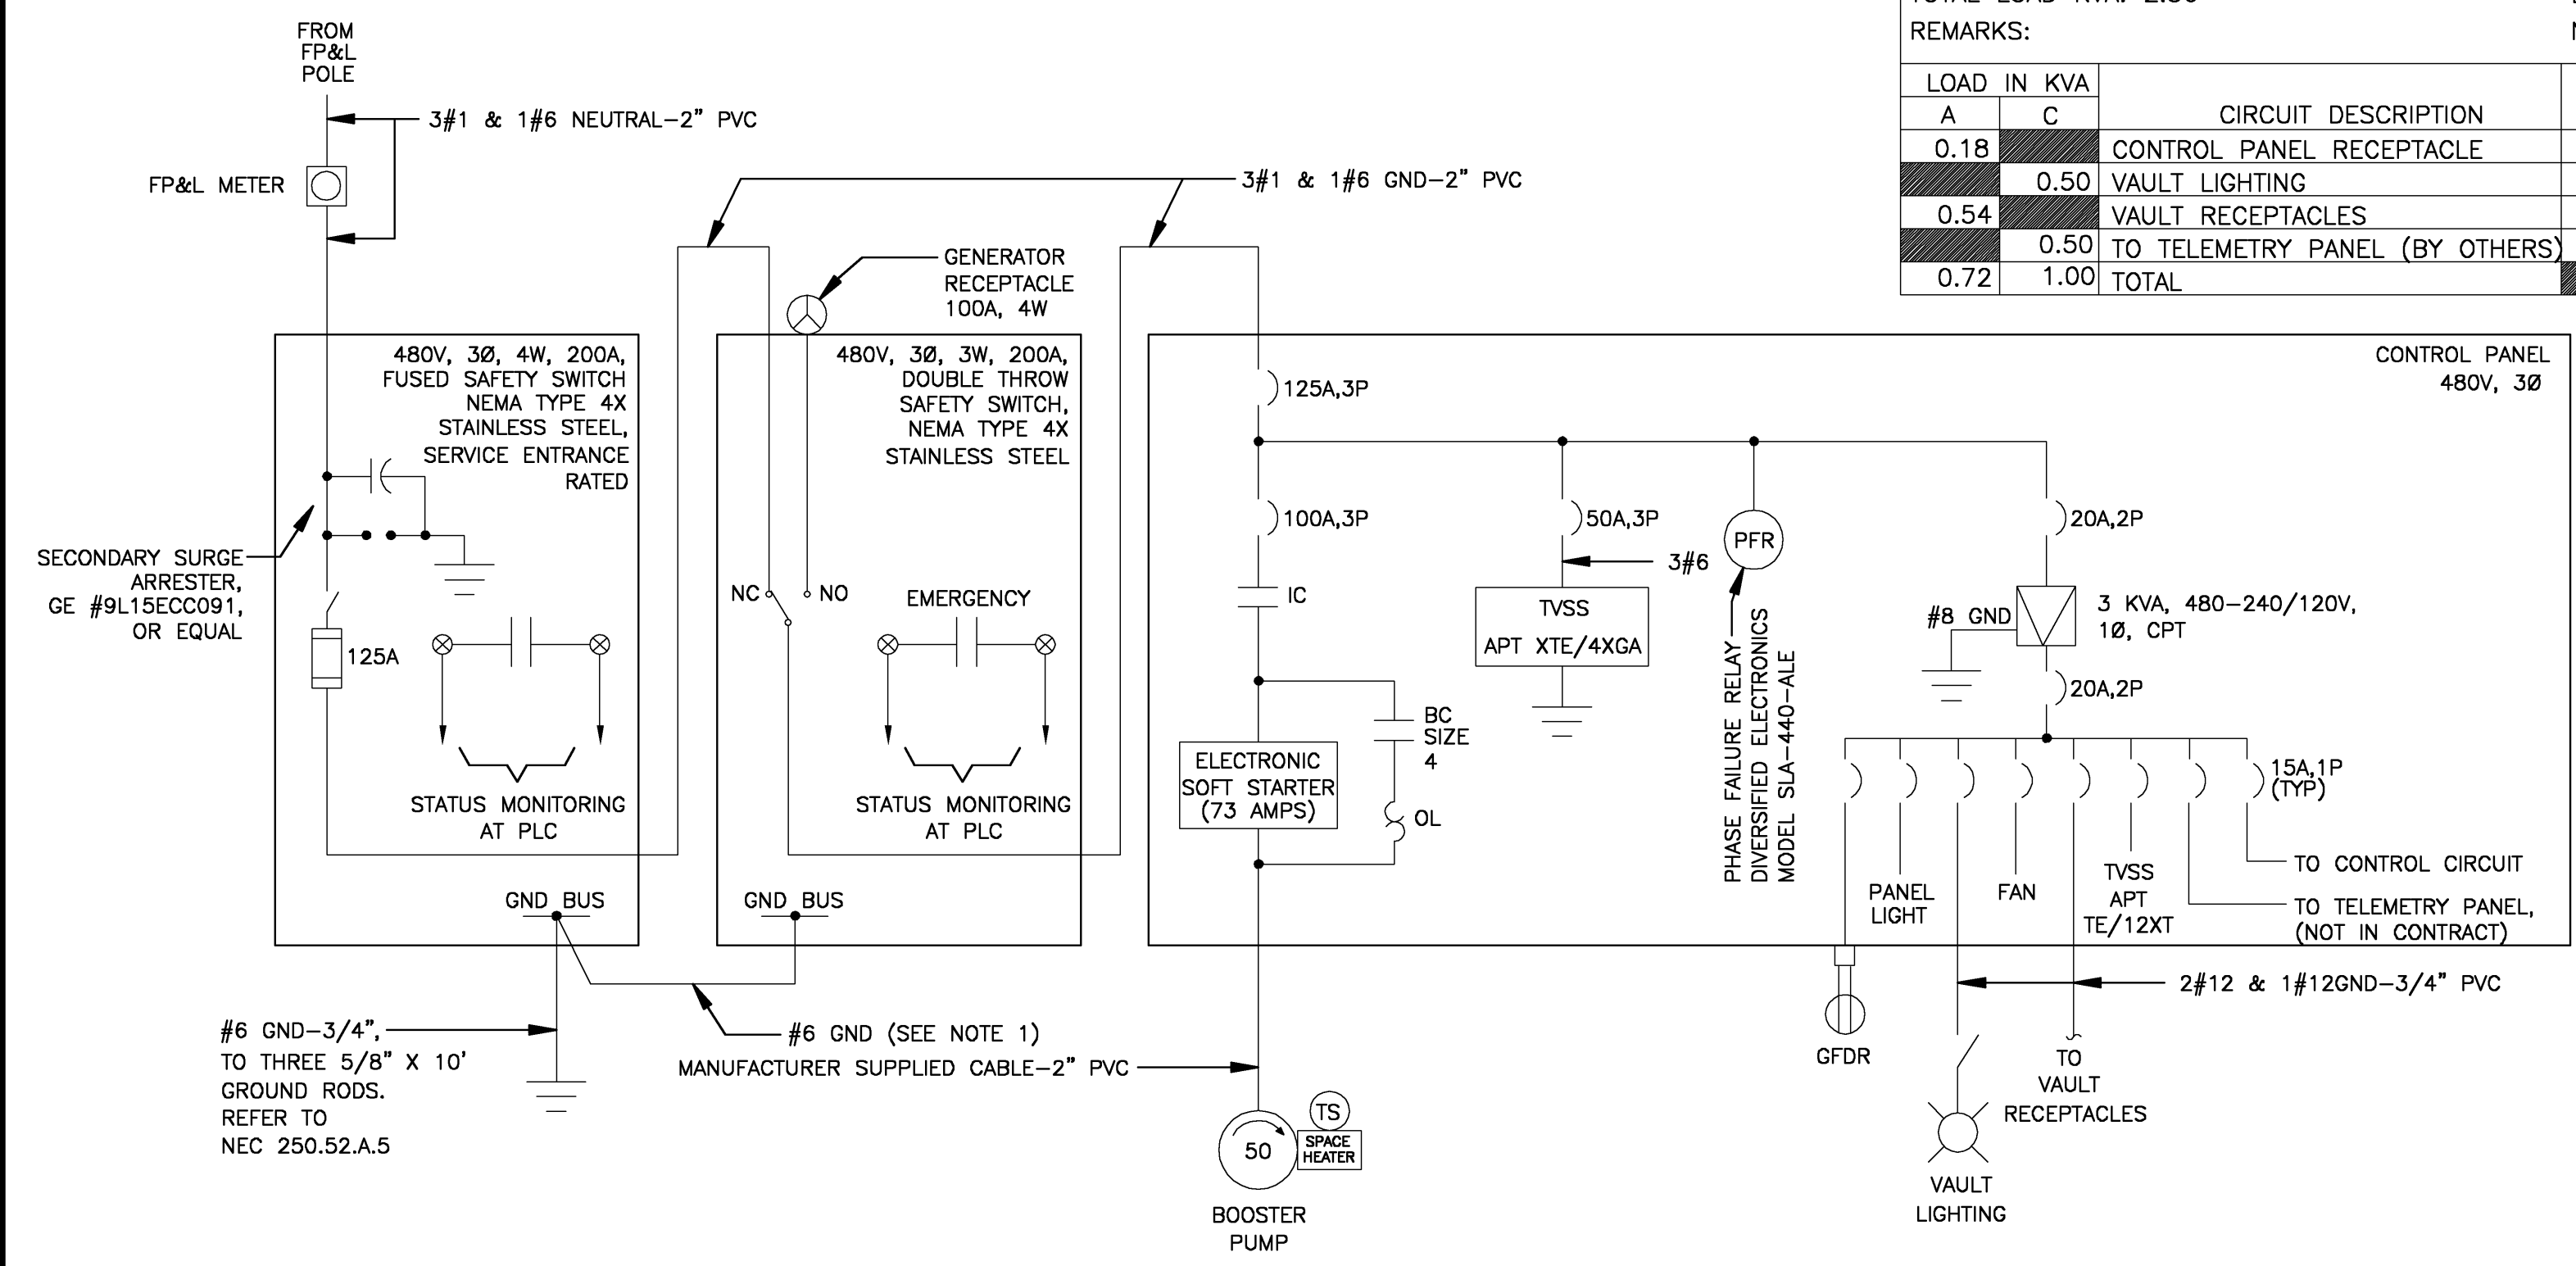 FROM
FP&L
POLE
3#1 & 1#6 NEUTRAL-2" PVC
FP&L METER
3#1 & 1#6 GND-2" PVC
GENERATOR
RECEPTACLE
100A, 4W
480V, 3Ø, 4W, 200A,
FUSED SAFETY SWITCH
NEMA TYPE 4X
STAINLESS STEEL,
SERVICE ENTRANCE
RATED
SECONDARY SURGE
ARRESTER,
GE #9L15ECC091,
OR EQUAL
125A
STATUS MONITORING
AT PLC
GND BUS
480V, 3Ø, 3W, 200A,
DOUBLE THROW
SAFETY SWITCH,
NEMA TYPE 4X
STAINLESS STEEL
NC
NO
EMERGENCY
STATUS MONITORING
AT PLC
GND BUS
#6 GND-3/4",
TO THREE 5/8" X 10'
GROUND RODS.
REFER TO
NEC 250.52.A.5
#6 GND (SEE NOTE 1)
MANUFACTURER SUPPLIED CABLE-2" PVC
REMARKS:
LOAD IN KVA
A
C
CIRCUIT DESCRIPTION
0.18
CONTROL PANEL RECEPTACLE
0.50
VAULT LIGHTING
0.54
VAULT RECEPTACLES
0.50
TO TELEMETRY PANEL (BY OTHERS)
0.72
1.00
TOTAL
CONTROL PANEL
480V, 3Ø
125A,3P
100A,3P
IC
ELECTRONIC
SOFT STARTER
(73 AMPS)
BC
SIZE
4
OL
50A,3P
3#6
TVSS
APT XTE/4XGA
PFR
PHASE FAILURE RELAY
DIVERSIFIED ELECTRONICS
MODEL SLA-440-ALE
20A,2P
#8 GND
3 KVA, 480-240/120V,
1Ø, CPT
20A,2P
15A,1P
(TYP)
PANEL
LIGHT
FAN
TVSS
APT
TE/12XT
TO CONTROL CIRCUIT
TO TELEMETRY PANEL,
(NOT IN CONTRACT)
2#12 & 1#12GND-3/4" PVC
GFDR
TO
VAULT
RECEPTACLES
VAULT
LIGHTING
50
TS
SPACE
HEATER
BOOSTER
PUMP